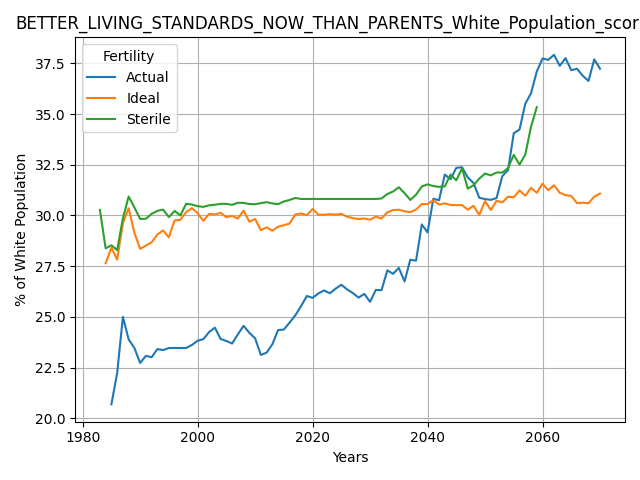 BETTER_LIVING_STANDARDS_NOW_THAN_PARENTS_White_Population_scor
Fertility
Actual
Ideal
Sterile
% of White Population
37.5
35.0
32.5
30.0
27.5
25.0
22.5
20.0
1980 2000 2020 2040 2060
Years